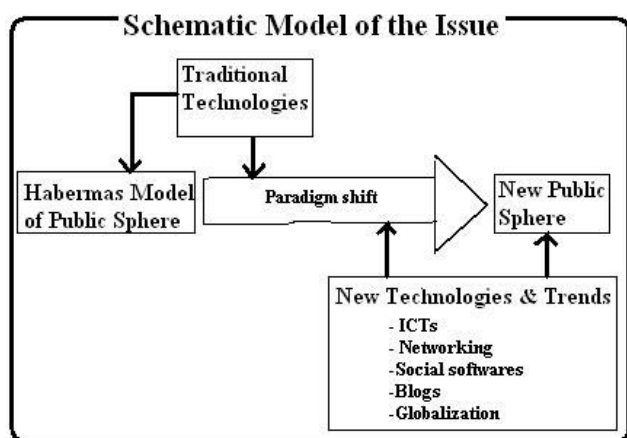 Schematic Model of the Issue
Traditional
Technologies
Habermas Model
of Public Sphere
Paradigm shift
New Public
Sphere
New Technologies & Trends
- ICTs
- Networking
-Social softwares
-Blogs
-Globalization